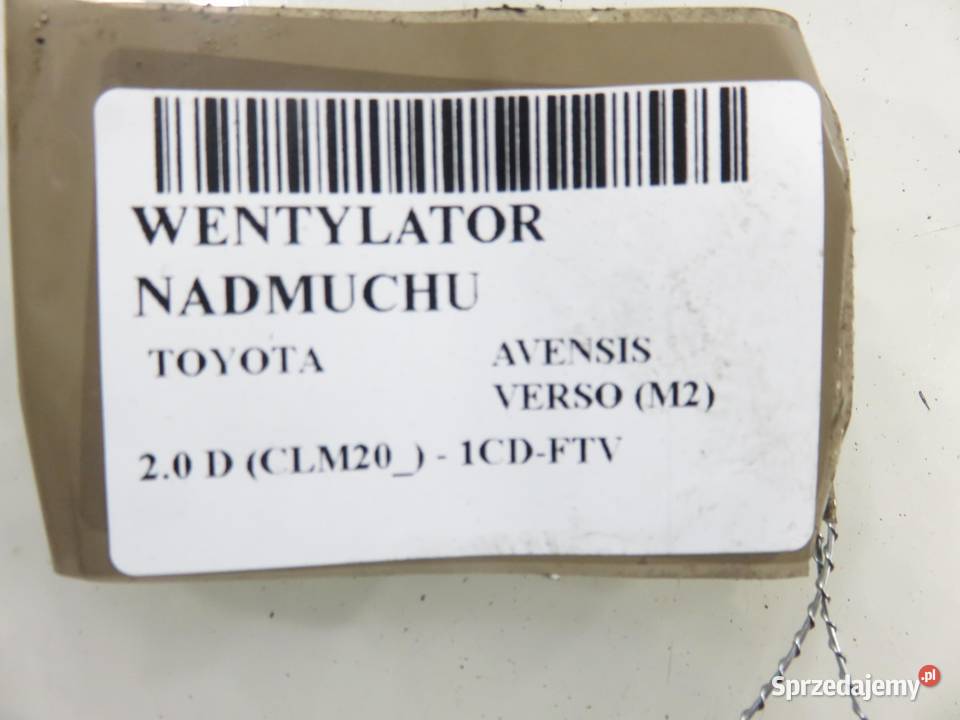 WENTYLATOR
NADMUCHU
TOYOTA AVENSIS
VERSO (M2)
2.0 D (CLM20_) - 1CD-FTV
Sprzedajemy.pl